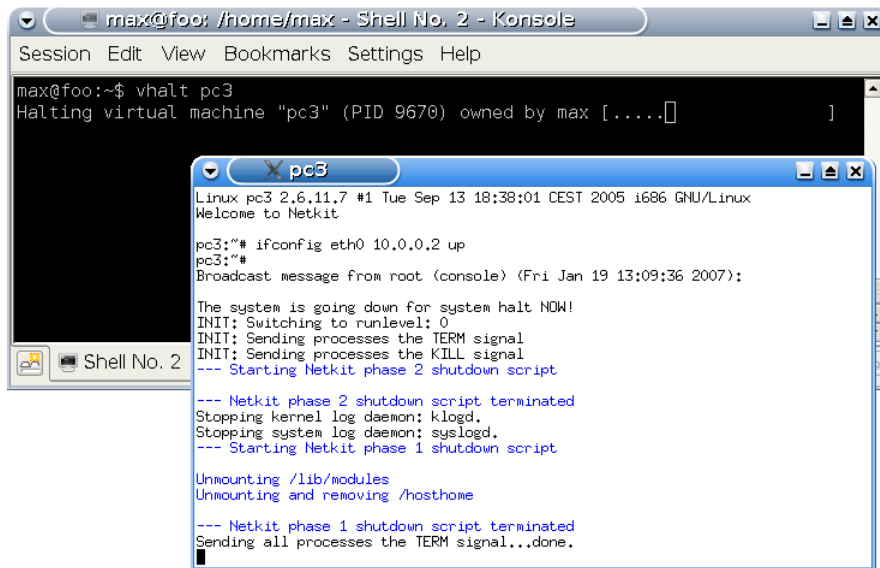 max@foo: /home/max - Shell No. 2 - Konsole
Session Edit View Bookmarks Settings Help
max@foo:~$ vhalt pc3
Halting virtual machine "pc3" (PID 9670) owned by max [..... ]
pc3
Linux pc3 2.6.11.7 #1 Tue Sep 13 18:38:01 CEST 2005 i686 GNU/Linux
Welcome to Netkit
pc3:~# ifconfig eth0 10.0.0.2 up
pc3:~#
Broadcast message from root (console) (Fri Jan 19 13:09:36 2007):
The system is going down for system halt NOW!
INIT: Switching to runlevel: 0
INIT: Sending processes the TERM signal
INIT: Sending processes the KILL signal
--- Starting Netkit phase 2 shutdown script
--- Netkit phase 2 shutdown script terminated
Stopping kernel log daemon: klogd.
Stopping system log daemon: syslogd.
--- Starting Netkit phase 1 shutdown script
Unmounting /lib/modules
Unmounting and removing /hosthome
--- Netkit phase 1 shutdown script terminated
Sending all processes the TERM signal...done.
Shell No. 2